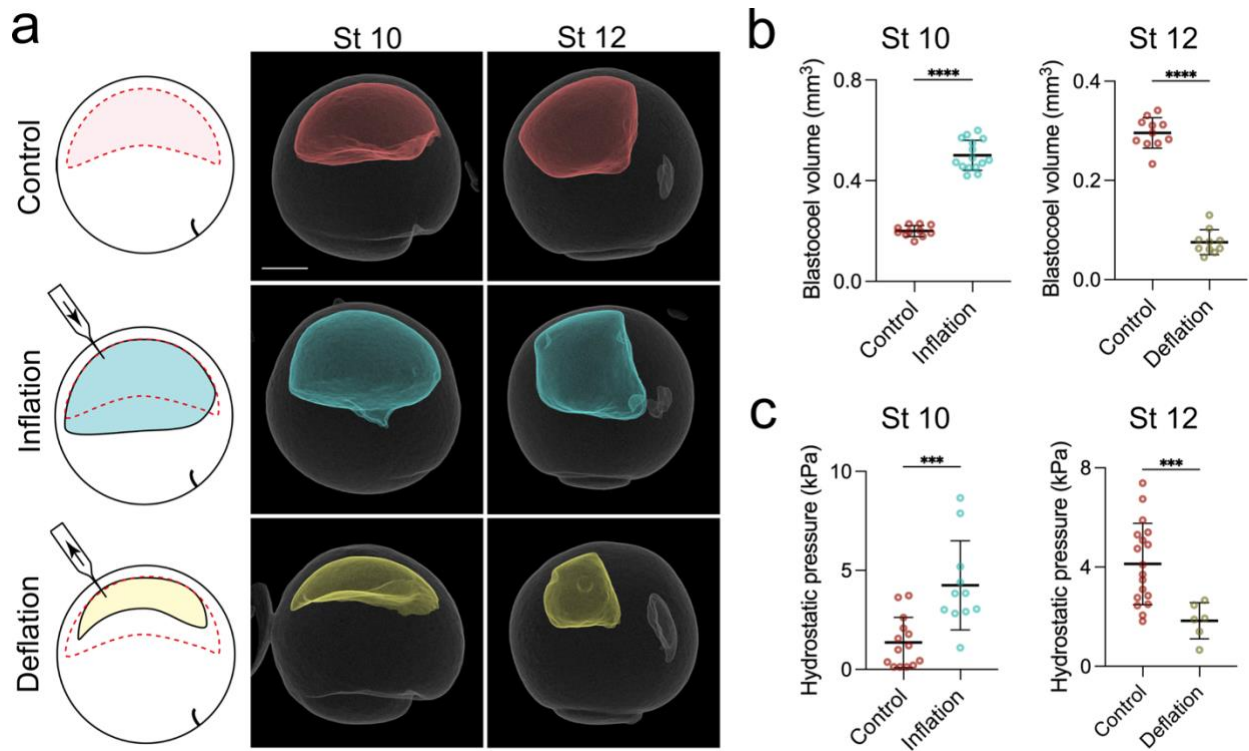 a
St 10
St 12
Control
Inflation
Deflation
b
St 10
****
Blastocoel volume (mm³)
0.8
0.4
0.0
Control
Inflation
St 12
****
Blastocoel volume (mm³)
0.4
0.2
0.0
Control
Deflation
c
St 10
***
Hydrostatic pressure (kPa)
10
5
0
Control
Inflation
St 12
***
Hydrostatic pressure (kPa)
8
4
0
Control
Deflation